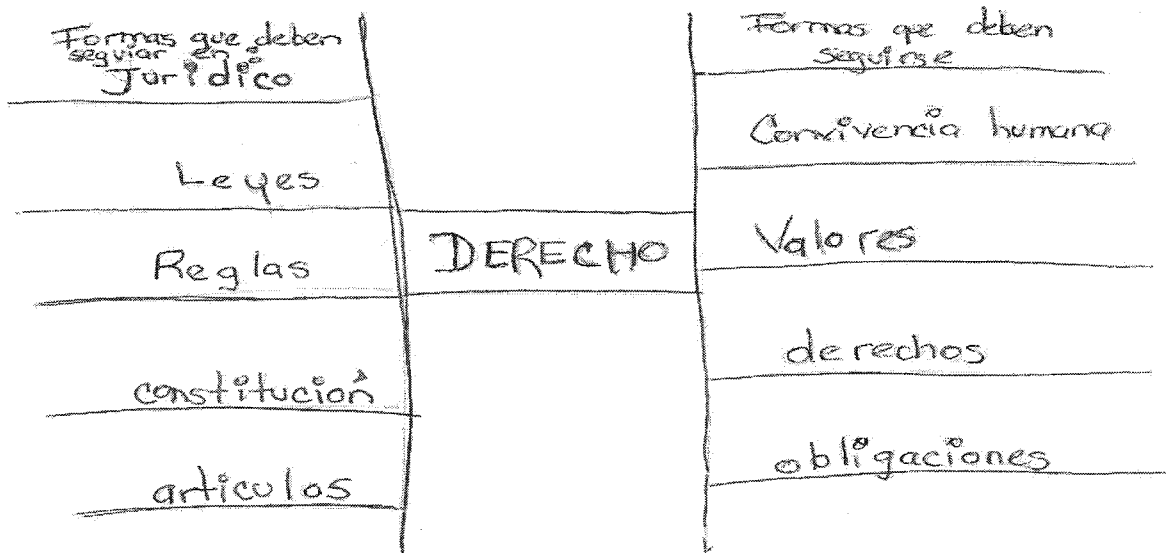 Formas que deben
seguiar en
Jurídico
Leyes
Reglas
constitución
articulos
DERECHO
Formas qe deben
seguirse
Convivencia humana
Valores
derechos
obligaciones